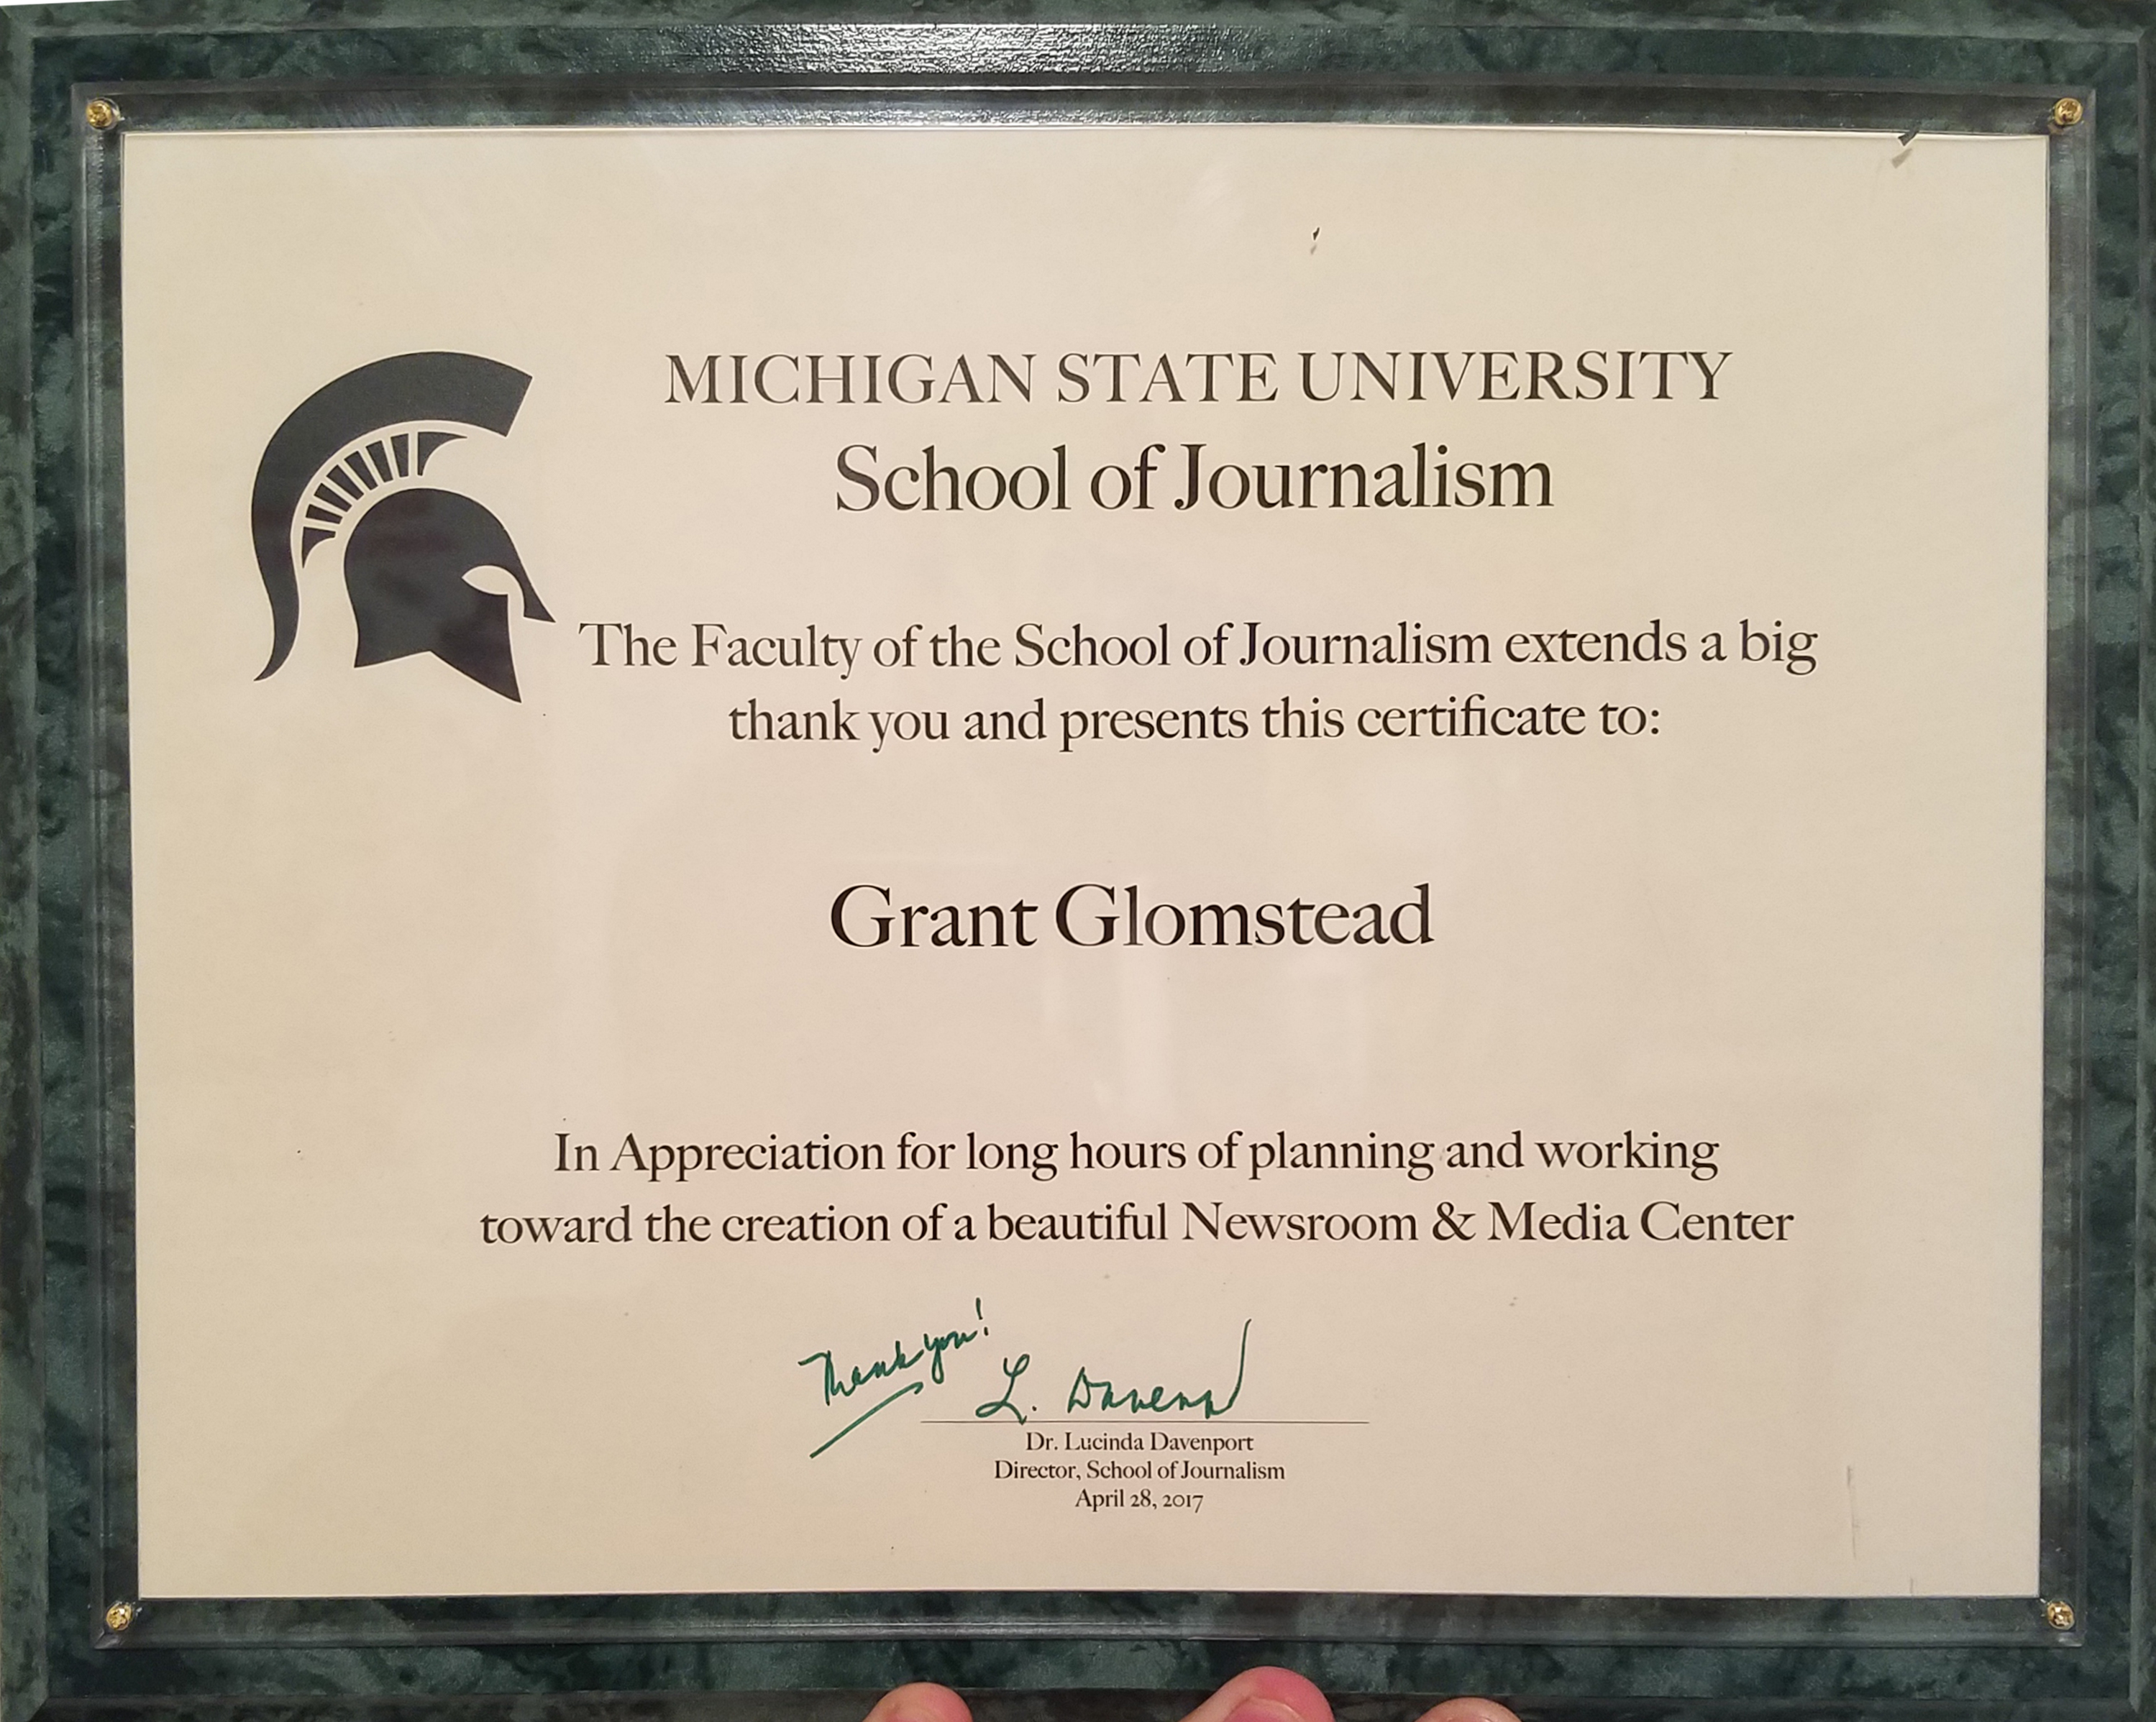 MICHIGAN STATE UNIVERSITY
School of Journalism
The Faculty of the School of Journalism extends a big
thank you and presents this certificate to:
Grant Glomstead
In Appreciation for long hours of planning and working
toward the creation of a beautiful Newsroom & Media Center
Thank you!
L. Davenport
Dr. Lucinda Davenport
Director, School of Journalism
April 28, 2017